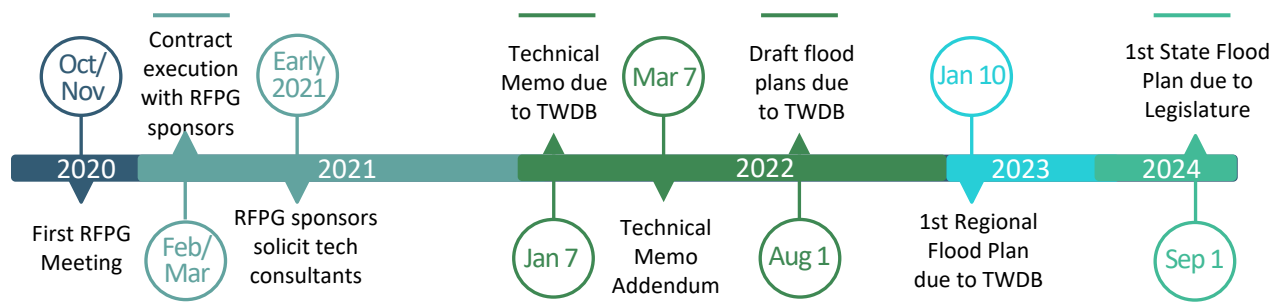 Oct/
Nov
2020
First RFPG
Meeting
Contract
execution
with RFPG
sponsors
Feb/
Mar
Early
2021
2021
RFPG sponsors
solicit tech
consultants
Technical
Memo due
to TWDB
Jan 7
Mar 7
Technical
Memo
Addendum
2022
Draft flood
plans due
to TWDB
Aug 1
Jan 10
2023
1st Regional
Flood Plan
due to TWDB
1st State Flood
Plan due to
Legislature
2024
Sep 1